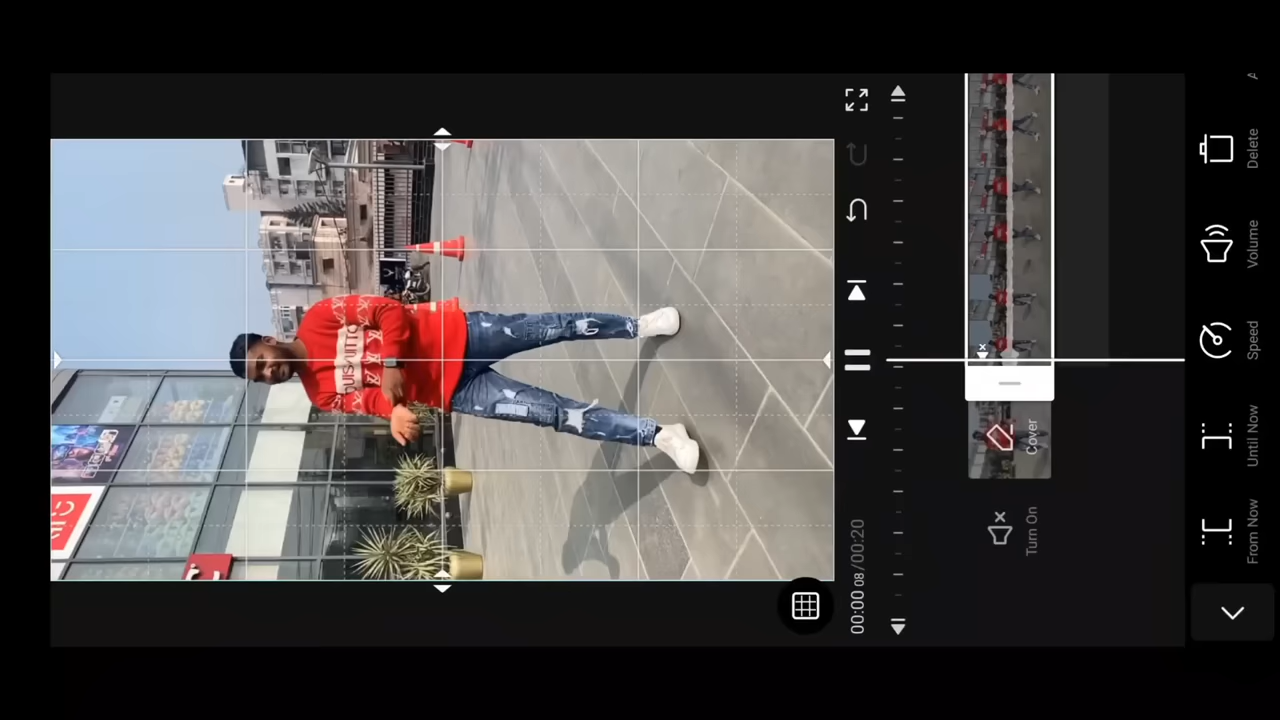 Delete
Volume
Speed
Until Now
From Now
Cover
Turn On
00:00 08/00:20